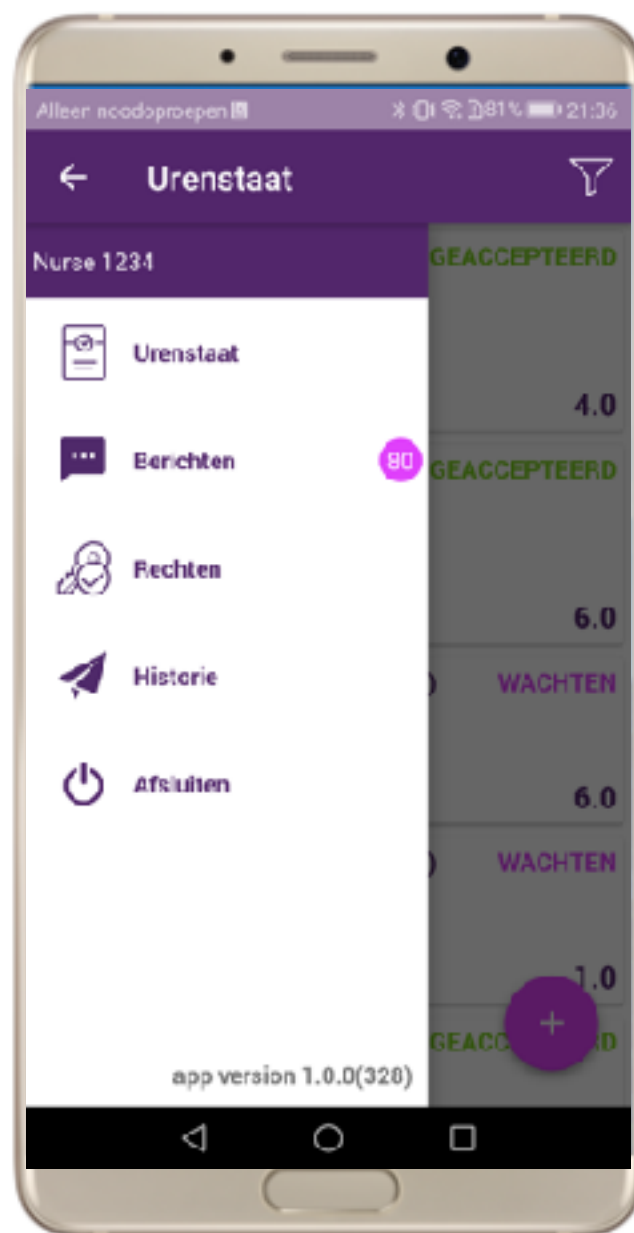 Alleen noodoproepen 81% 21:36
Urenstaat
Nurse 1234
GEACCEPTEERD
Urenstaat
4.0
Berichten
GEACCEPTEERD
Rechten
6.0
Historie
) WACHTEN
Afsluiten
6.0
) WACHTEN
1.0
+
app version 1.0.0(328)